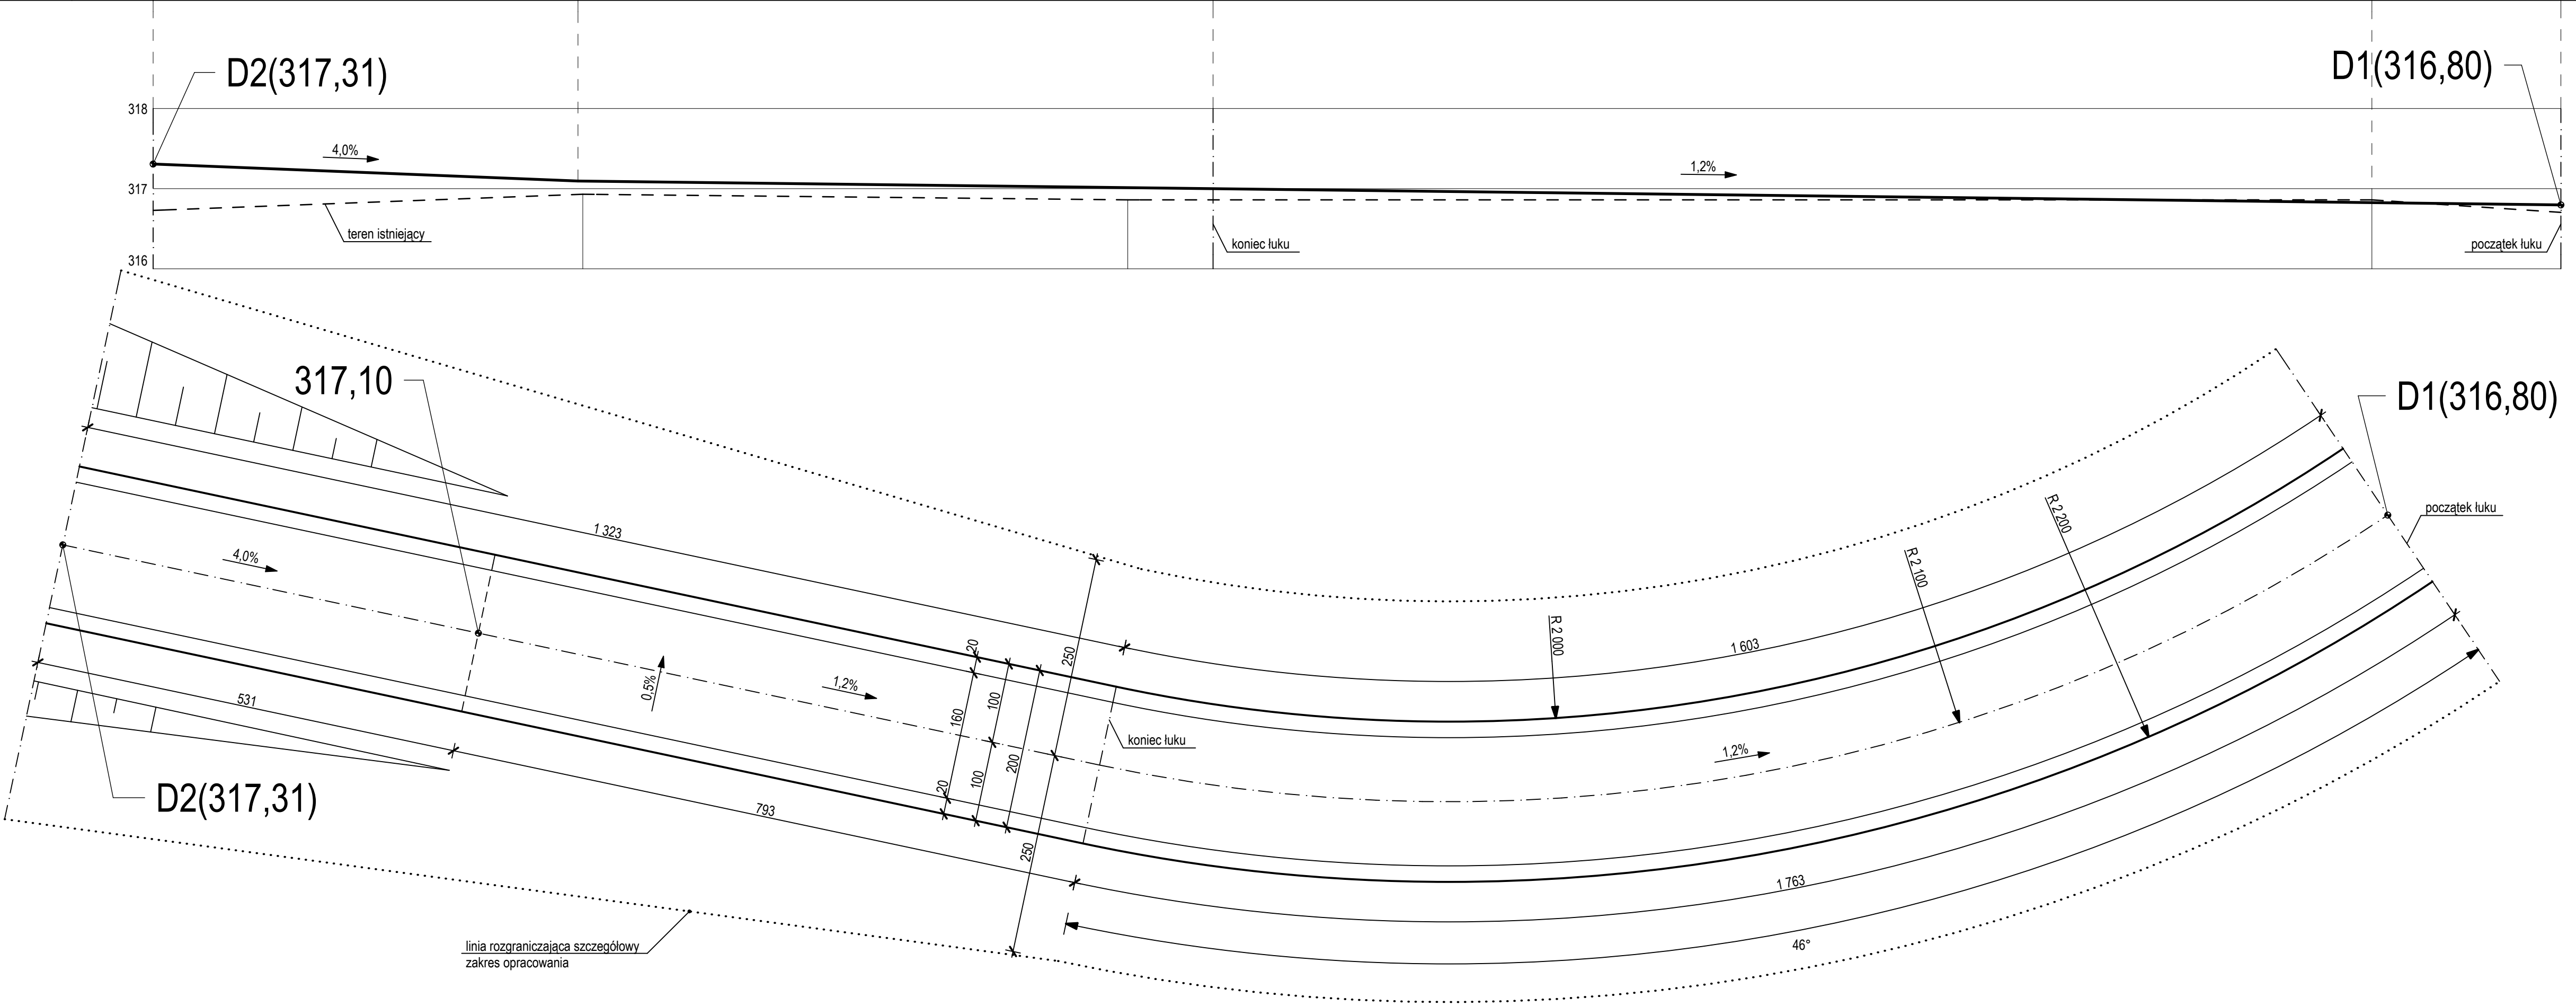 D2(317,31)
D1(316,80)
318
4,0%
1,2%
317
teren istniejący
koniec łuku
początek łuku
316
317,10
D1(316,80)
R 2 200
początek łuku
1 323
4,0%
R 2 100
R 2 000
1 603
20
250
0,5%
1,2%
100
160
531
koniec łuku
1,2%
200
100
20
D2(317,31)
793
250
1 763
linia rozgraniczająca szczegółowy
zakres opracowania
46°